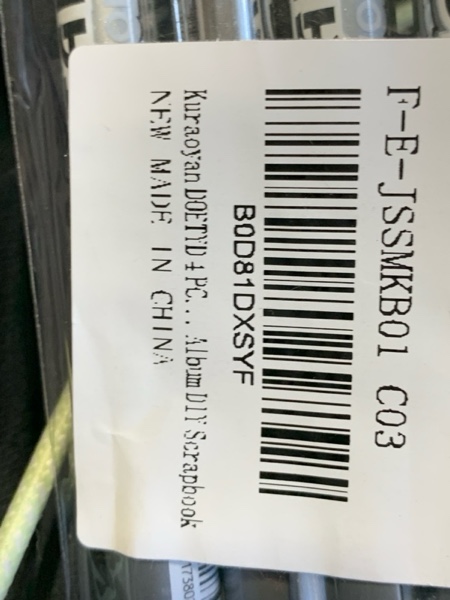 F-E-JSSMKB01 C03
B0D81DXSYF
Kuraoyan DOETYD 4 PC... Album DIY Scrapbook
NEW MADE IN CHINA